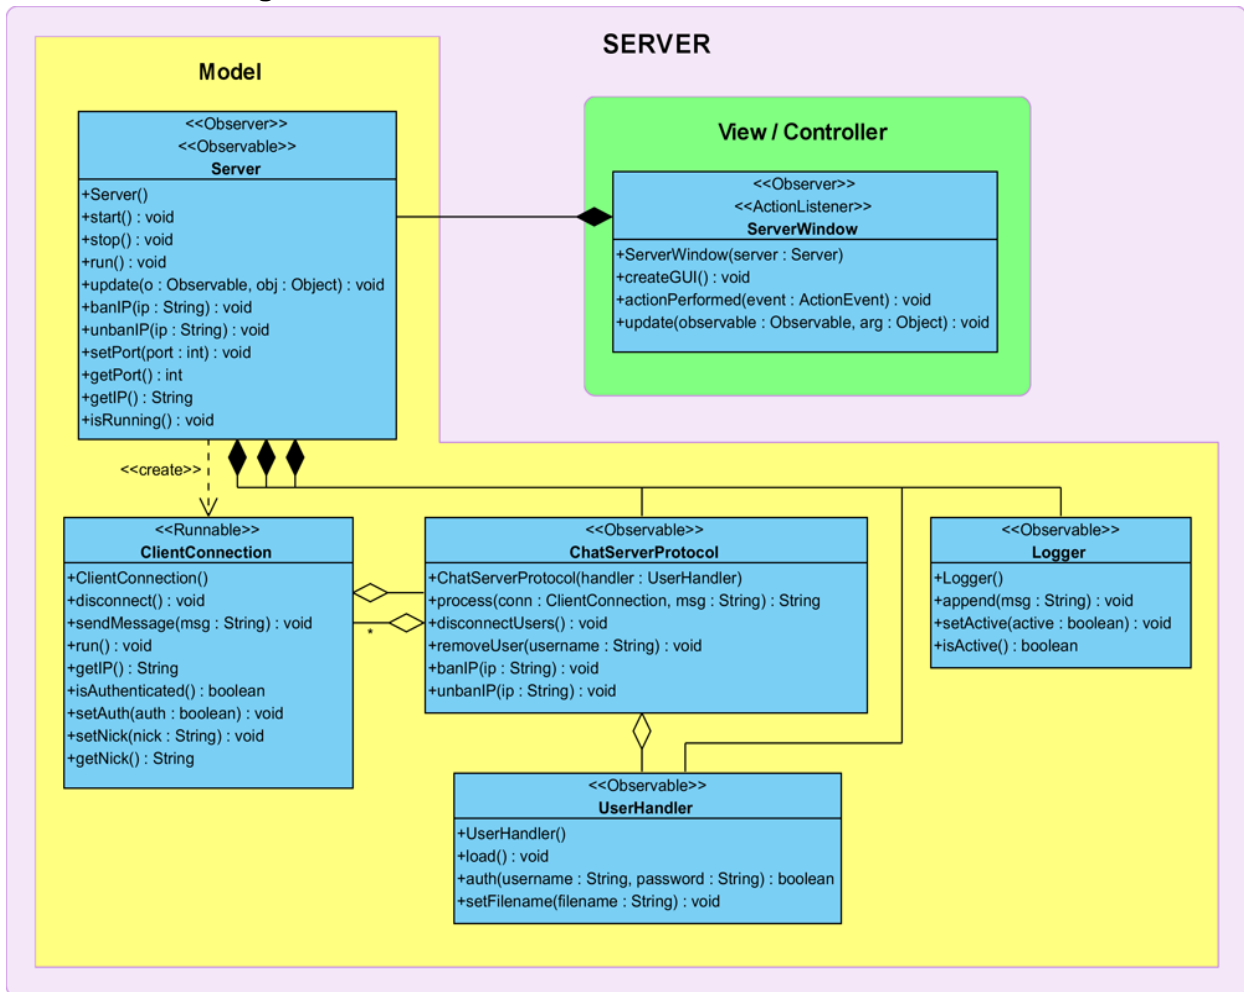 SERVER
Model
<<Observer>>
<<Observable>>
Server
+Server()
+start() : void
+stop() : void
+run() : void
+update(o : Observable, obj : Object) : void
+banIP(ip : String) : void
+unbanIP(ip : String) : void
+setPort(port : int) : void
+getPort() : int
+getIP() : String
+isRunning() : void
View / Controller
<<Observer>>
<<ActionListener>>
ServerWindow
+ServerWindow(server : Server)
+createGUI() : void
+actionPerformed(event : ActionEvent) : void
+update(observable : Observable, arg : Object) : void
<<create>>
<<Runnable>>
ClientConnection
+ClientConnection()
+disconnect() : void
+sendMessage(msg : String) : void
+run() : void
+getIP() : String
+isAuthenticated() : boolean
+setAuth(auth : boolean) : void
+setNick(nick : String) : void
+getNick() : String
*
<<Observable>>
ChatServerProtocol
+ChatServerProtocol(handler : UserHandler)
+process(conn : ClientConnection, msg : String) : String
+disconnectUsers() : void
+removeUser(username : String) : void
+banIP(ip : String) : void
+unbanIP(ip : String) : void
<<Observable>>
Logger
+Logger()
+append(msg : String) : void
+setActive(active : boolean) : void
+isActive() : boolean
<<Observable>>
UserHandler
+UserHandler()
+load() : void
+auth(username : String, password : String) : boolean
+setFilename(filename : String) : void